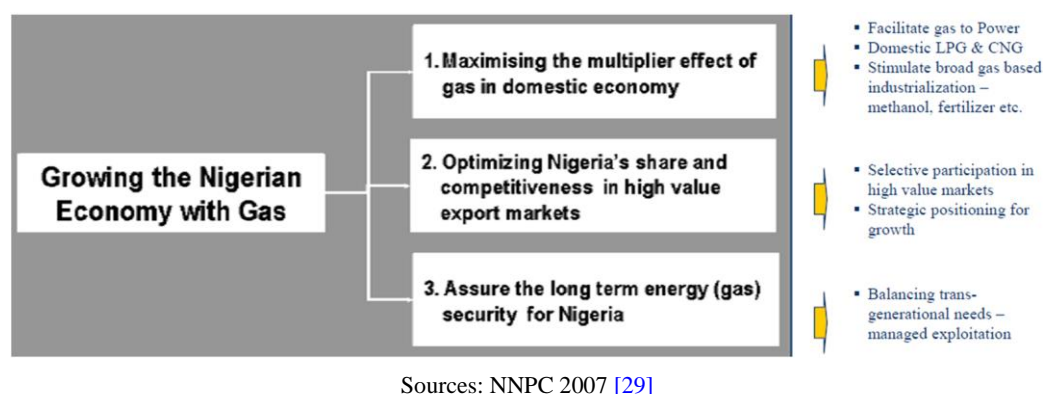 Growing the Nigerian
Economy with Gas
1. Maximising the multiplier effect of
gas in domestic economy
▪ Facilitate gas to Power
▪ Domestic LPG & CNG
▪ Stimulate broad gas based
industrialization –
methanol, fertilizer etc.
2. Optimizing Nigeria's share and
competitiveness in high value
export markets
▪ Selective participation in
high value markets
▪ Strategic positioning for
growth
3. Assure the long term energy (gas)
security for Nigeria
▪ Balancing trans-
generational needs –
managed exploitation
Sources: NNPC 2007 [29]